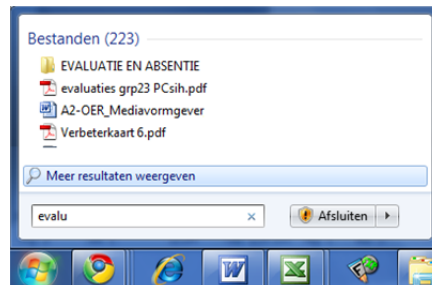 Bestanden (223)
EVALUATIE EN ABSENTIE
evaluaties grp23 PCsih.pdf
A2-OER_Mediavormgever
Verbeterkaart 6.pdf
Meer resultaten weergeven
evalu
Afsluiten